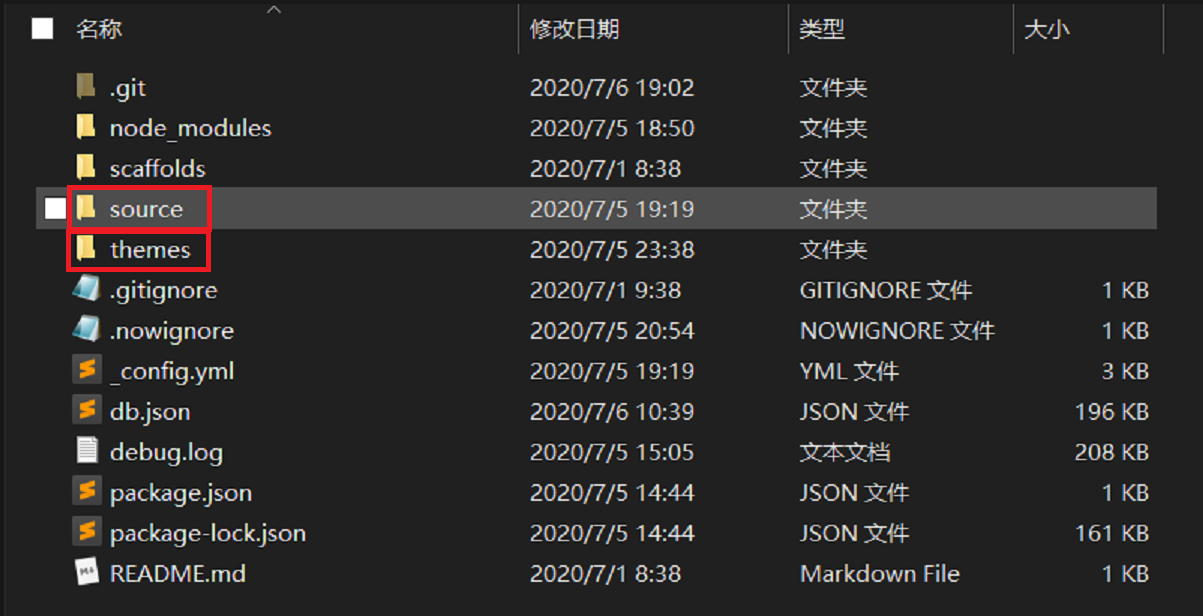 名称 修改日期 类型 大小
.git 2020/7/6 19:02 文件夹
node_modules 2020/7/5 18:50 文件夹
scaffolds 2020/7/1 8:38 文件夹
source 2020/7/5 19:19 文件夹
themes 2020/7/5 23:38 文件夹
.gitignore 2020/7/1 9:38 GITIGNORE 文件 1 KB
.nowignore 2020/7/5 20:54 NOWIGNORE 文件 1 KB
_config.yml 2020/7/5 19:19 YML 文件 3 KB
db.json 2020/7/6 10:39 JSON 文件 196 KB
debug.log 2020/7/5 15:05 文本文档 208 KB
package.json 2020/7/5 14:44 JSON 文件 1 KB
package-lock.json 2020/7/5 14:44 JSON 文件 161 KB
README.md 2020/7/1 8:38 Markdown File 1 KB